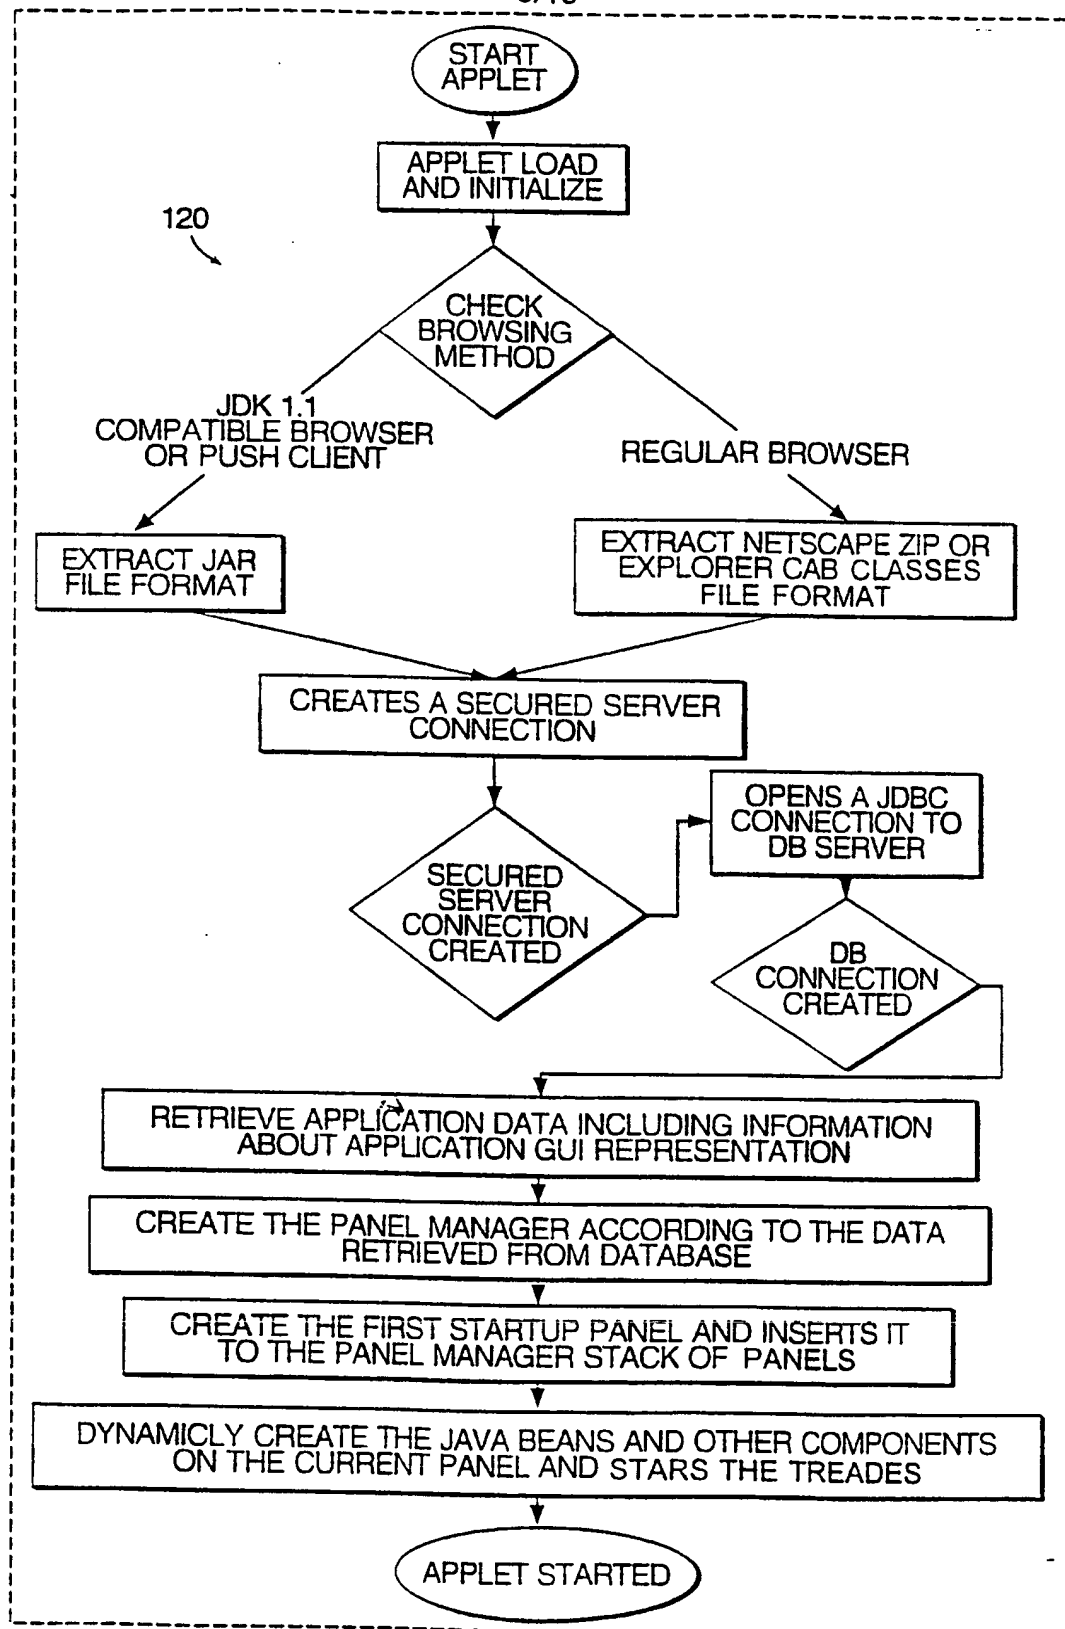 START
APPLET
APPLET LOAD
AND INITIALIZE
120
CHECK
BROWSING
METHOD
JDK 1.1
COMPATIBLE BROWSER
OR PUSH CLIENT
REGULAR BROWSER
EXTRACT JAR
FILE FORMAT
EXTRACT NETSCAPE ZIP OR
EXPLORER CAB CLASSES
FILE FORMAT
CREATES A SECURED SERVER
CONNECTION
OPENS A JDBC
CONNECTION TO
DB SERVER
SECURED
SERVER
CONNECTION
CREATED
DB
CONNECTION
CREATED
RETRIEVE APPLICATION DATA INCLUDING INFORMATION
ABOUT APPLICATION GUI REPRESENTATION
CREATE THE PANEL MANAGER ACCORDING TO THE DATA
RETRIEVED FROM DATABASE
CREATE THE FIRST STARTUP PANEL AND INSERTS IT
TO THE PANEL MANAGER STACK OF PANELS
DYNAMICLY CREATE THE JAVA BEANS AND OTHER COMPONENTS
ON THE CURRENT PANEL AND STARS THE TREADES
APPLET STARTED